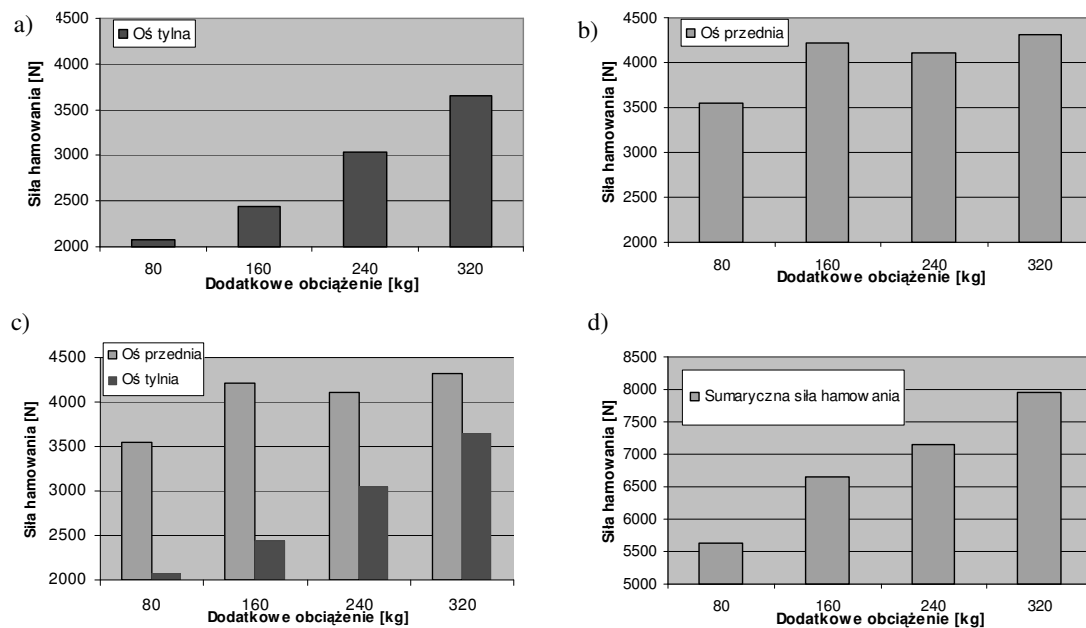 a)
Oś tylna
Siła hamowania [N]
4500
4000
3500
3000
2500
2000
80 160 240 320
Dodatkowe obciążenie [kg]
b)
Oś przednia
Siła hamowania [N]
4500
4000
3500
3000
2500
2000
80 160 240 320
Dodatkowe obciążenie [kg]
c)
Oś przednia
Oś tylnia
Siła hamowania [N]
4500
4000
3500
3000
2500
2000
80 160 240 320
Dodatkowe obciążenie [kg]
d)
Sumaryczna siła hamowania
Siła hamowania [N]
8500
8000
7500
7000
6500
6000
5500
5000
80 160 240 320
Dodatkowe obciążenie [kg]